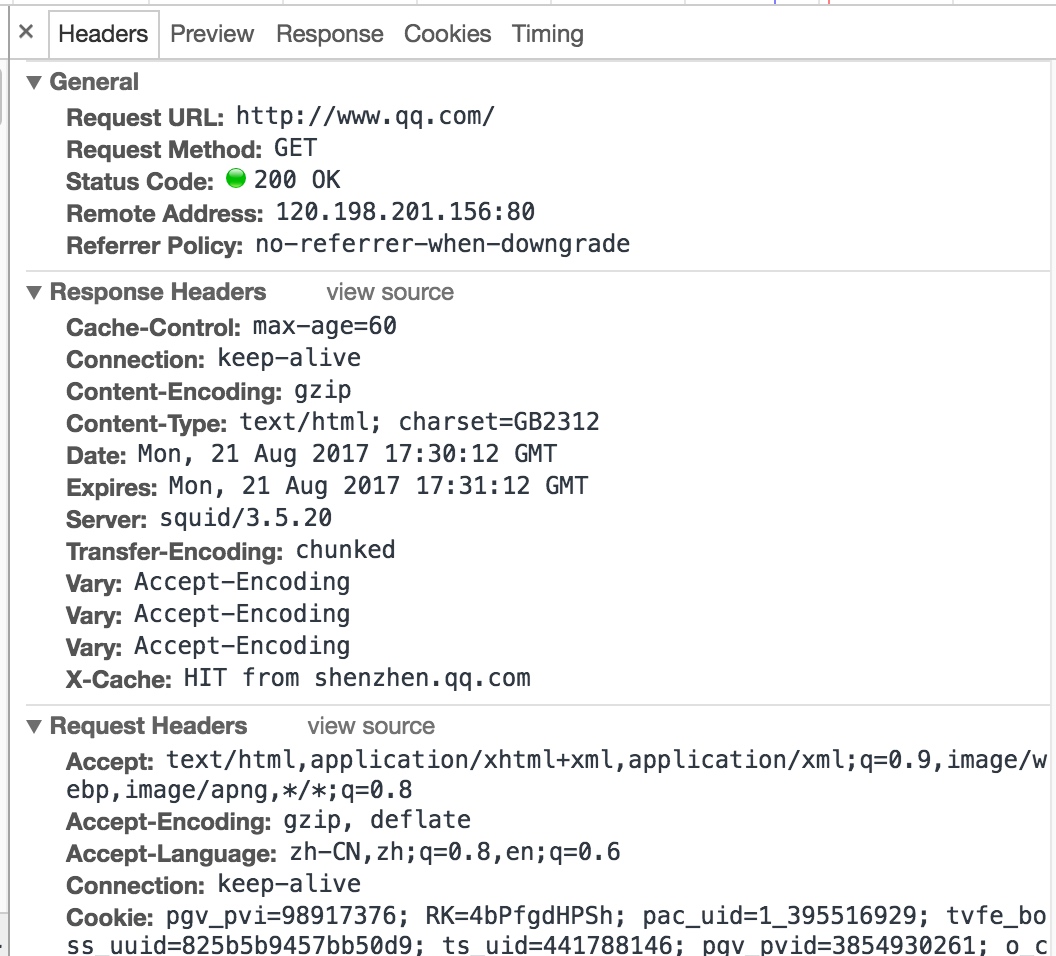 × Headers Preview Response Cookies Timing
▼ General
Request URL: http://www.qq.com/
Request Method: GET
Status Code: 200 OK
Remote Address: 120.198.201.156:80
Referrer Policy: no-referrer-when-downgrade
▼ Response Headers view source
Cache-Control: max-age=60
Connection: keep-alive
Content-Encoding: gzip
Content-Type: text/html; charset=GB2312
Date: Mon, 21 Aug 2017 17:30:12 GMT
Expires: Mon, 21 Aug 2017 17:31:12 GMT
Server: squid/3.5.20
Transfer-Encoding: chunked
Vary: Accept-Encoding
Vary: Accept-Encoding
Vary: Accept-Encoding
X-Cache: HIT from shenzhen.qq.com
▼ Request Headers view source
Accept: text/html,application/xhtml+xml,application/xml;q=0.9,image/w
ebp,image/apng,*/*;q=0.8
Accept-Encoding: gzip, deflate
Accept-Language: zh-CN,zh;q=0.8,en;q=0.6
Connection: keep-alive
Cookie: pgv_pvi=98917376; RK=4bPfgdHPSh; pac_uid=1_395516929; tvfe_bo
ss_uuid=825b5b9457bb50d9; ts_uid=441788146; pgv_pvid=3854930261; o_c